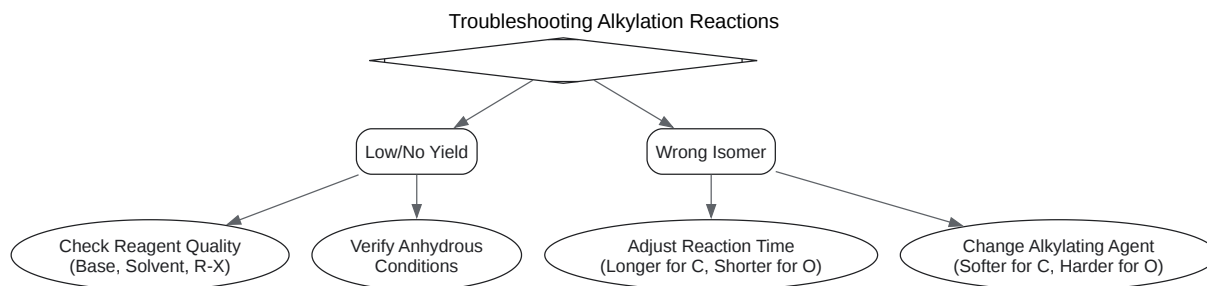 Troubleshooting Alkylation Reactions
Low/No Yield
Wrong Isomer
Check Reagent Quality
(Base, Solvent, R-X)
Verify Anhydrous
Conditions
Adjust Reaction Time
(Longer for C, Shorter for O)
Change Alkylating Agent
(Softer for C, Harder for O)